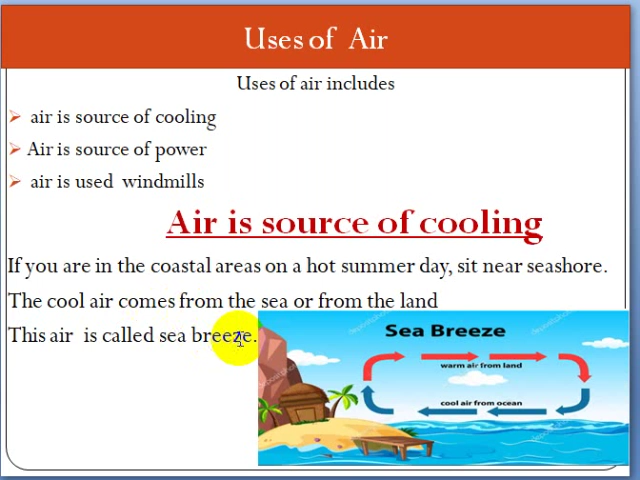 Uses of Air
Uses of air includes
air is source of cooling
Air is source of power
air is used windmills
Air is source of cooling
If you are in the coastal areas on a hot summer day, sit near seashore.
The cool air comes from the sea or from the land
This air is called sea breeze.
Sea Breeze
warm air from land
cool air from ocean